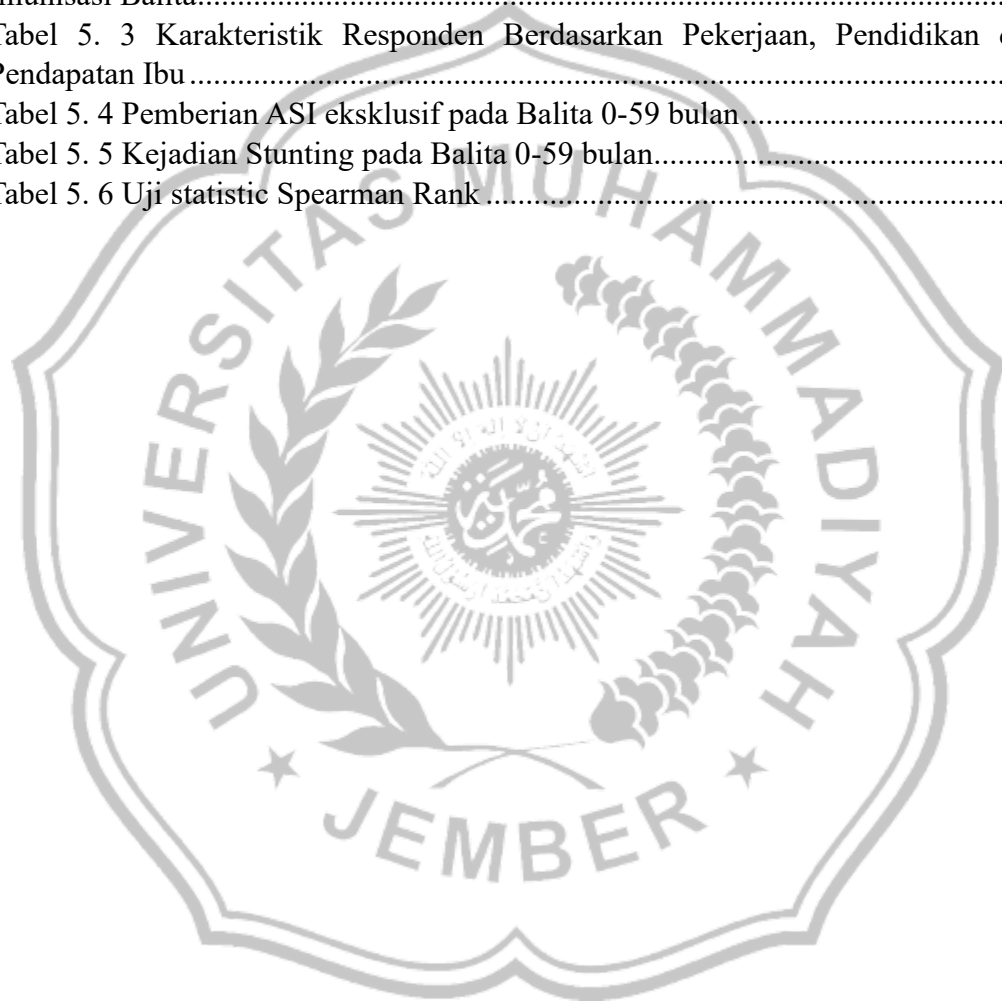 Balita
Tabel 5. 3 Karakteristik Responden Berdasarkan Pekerjaan, Pendidikan
Pendapatan Ibu
Tabel 5. 4 Pemberian ASI eksklusif pada Balita 0-59 bulan
Tabel 5. 5 Kejadian Stunting pada Balita 0-59 bulan
Tabel 5. 6 Uji statistic Spearman Rank
UNIVERSITAS MUHAMMADIYAH
JEMBER